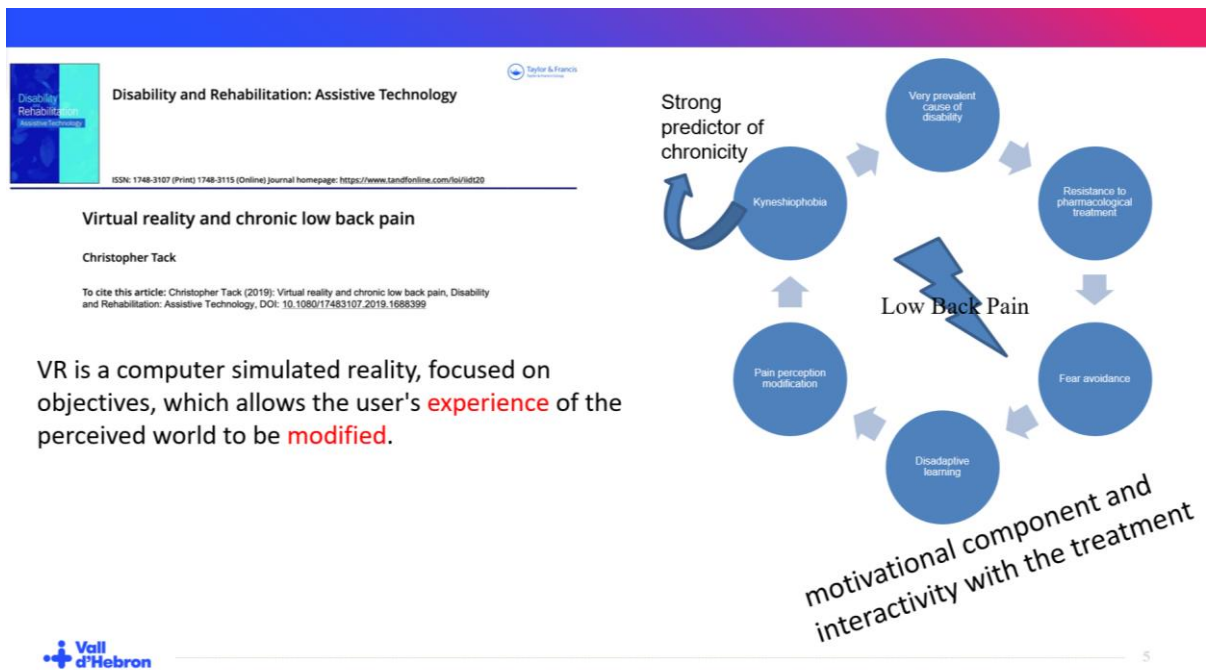 Disability
and
Rehabilitation
Assistive Technology
Taylor & Francis
Disability and Rehabilitation: Assistive Technology
ISSN: 1748-3107 (Print) 1748-3115 (Online) Journal homepage: https://www.tandfonline.com/loi/iidt20
Virtual reality and chronic low back pain
Christopher Tack
To cite this article: Christopher Tack (2019): Virtual reality and chronic low back pain, Disability
and Rehabilitation: Assistive Technology, DOI: 10.1080/17483107.2019.1688399
VR is a computer simulated reality, focused on
objectives, which allows the user's experience of the
perceived world to be modified.
Strong
predictor of
chronicity
Very prevalent
cause of
disability
Resistance to
pharmacological
treatment
Fear avoidance
Disadaptive
learning
Pain perception
modification
Kyneshiophobia
Low Back Pain
motivational component and
interactivity with the treatment
Vall
d'Hebron
5